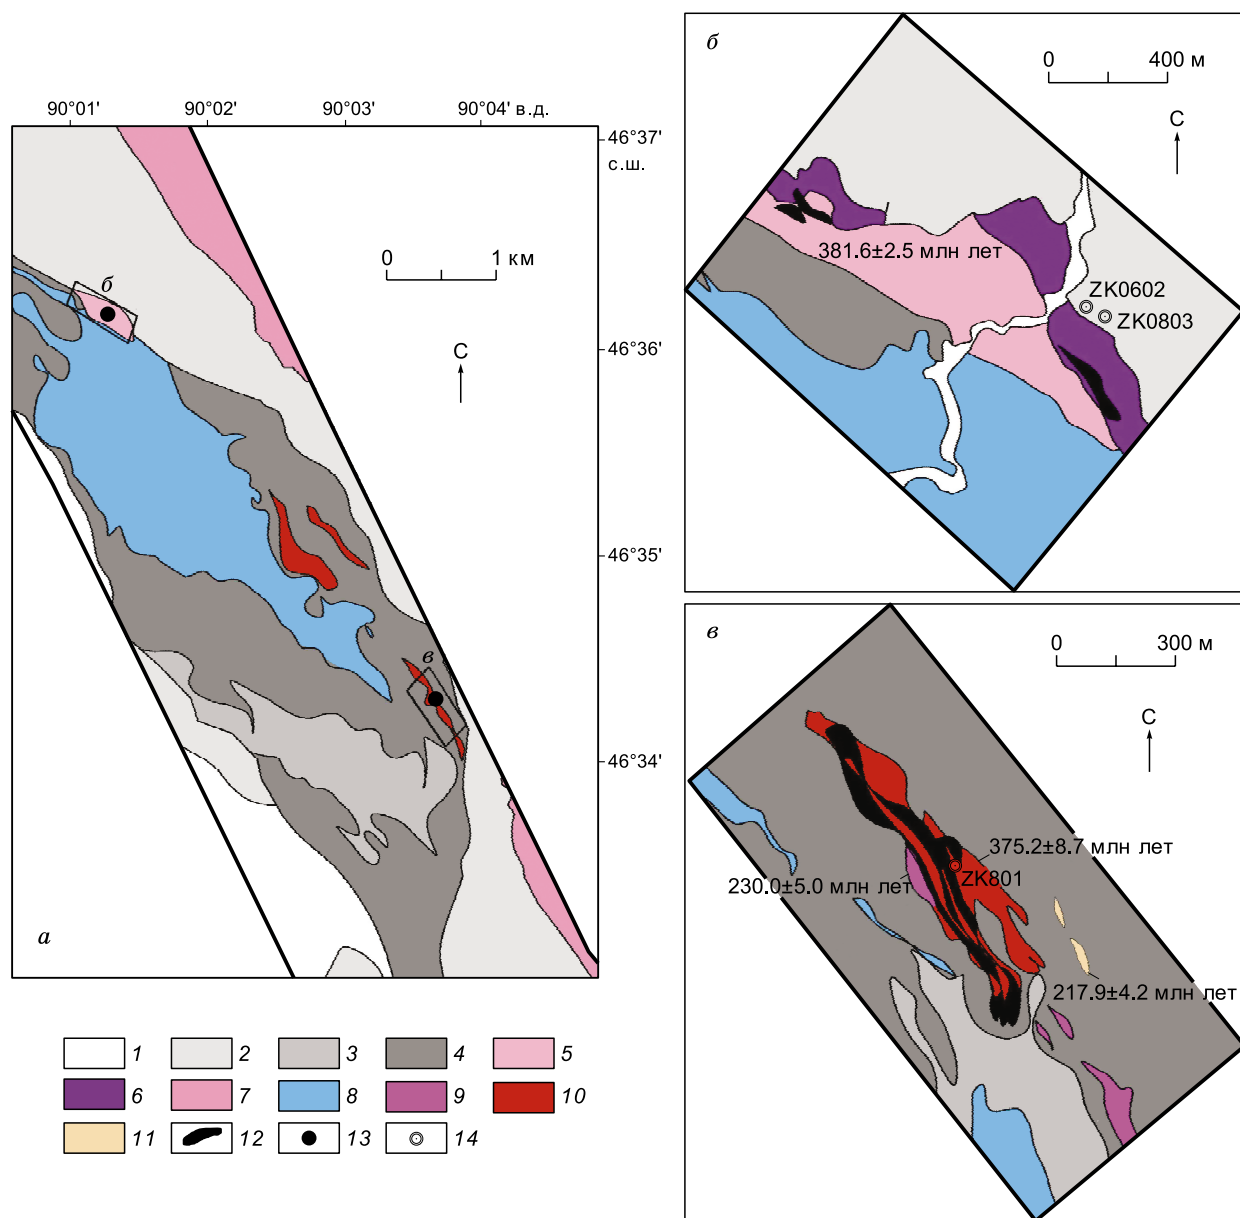 90°01' 90°02' 90°03' 90°04' в.д.
46°37'
с.ш.
0 1 км
б
С
46°36'
46°35'
в
46°34'
а
б
0 400 м
С
381.6±2.5 млн лет
ZK0602
ZK0803
в
0 300 м
С
375.2±8.7 млн лет
ZK801
230.0±5.0 млн лет
217.9±4.2 млн лет
1 2 3 4 5
6 7 8 9 10
11 12 13 14